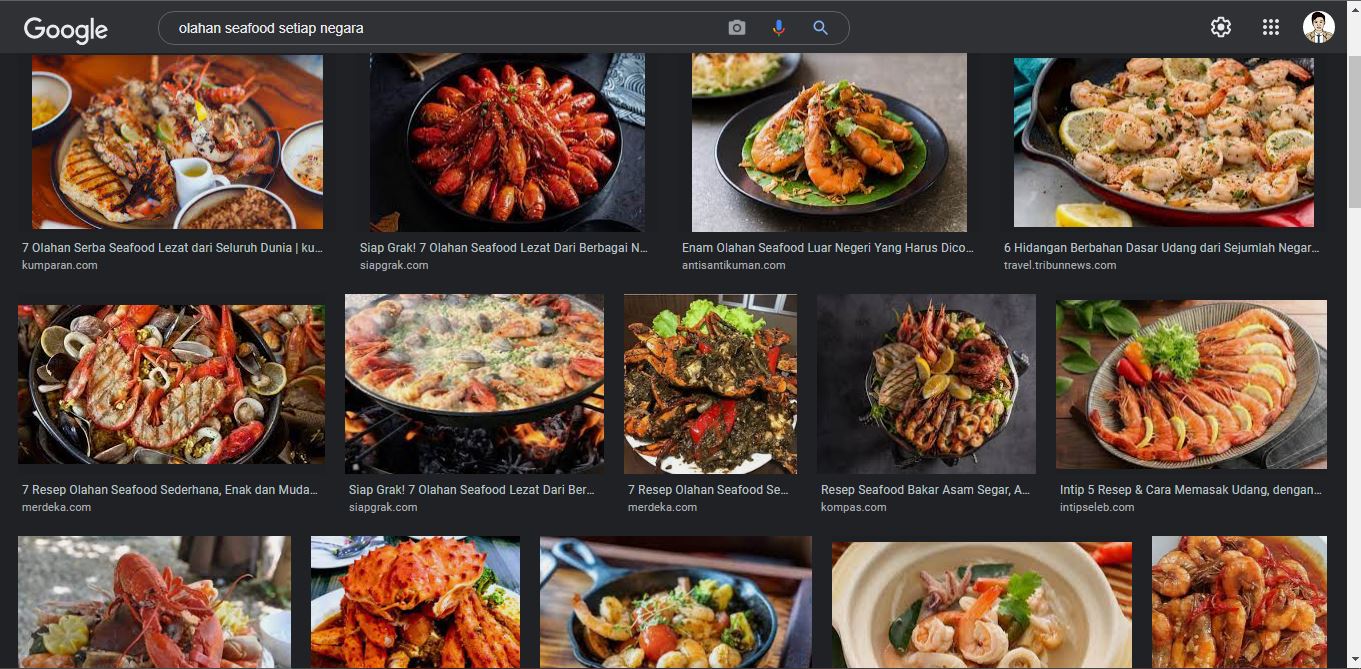 Google
olahan seafood setiap negara
7 Olahan Serba Seafood Lezat dari Seluruh Dunia | ku...
kumparan.com
Siap Grak! 7 Olahan Seafood Lezat Dari Berbagai N...
siapgrak.com
Enam Olahan Seafood Luar Negeri Yang Harus Dico...
antisantikuman.com
6 Hidangan Berbahan Dasar Udang dari Sejumlah Negar...
travel.tribunnews.com
7 Resep Olahan Seafood Sederhana, Enak dan Muda...
merdeka.com
Siap Grak! 7 Olahan Seafood Lezat Dari Ber...
siapgrak.com
7 Resep Olahan Seafood Se...
merdeka.com
Resep Seafood Bakar Asam Segar, A...
kompas.com
Intip 5 Resep & Cara Memasak Udang, dengan...
intipseleb.com